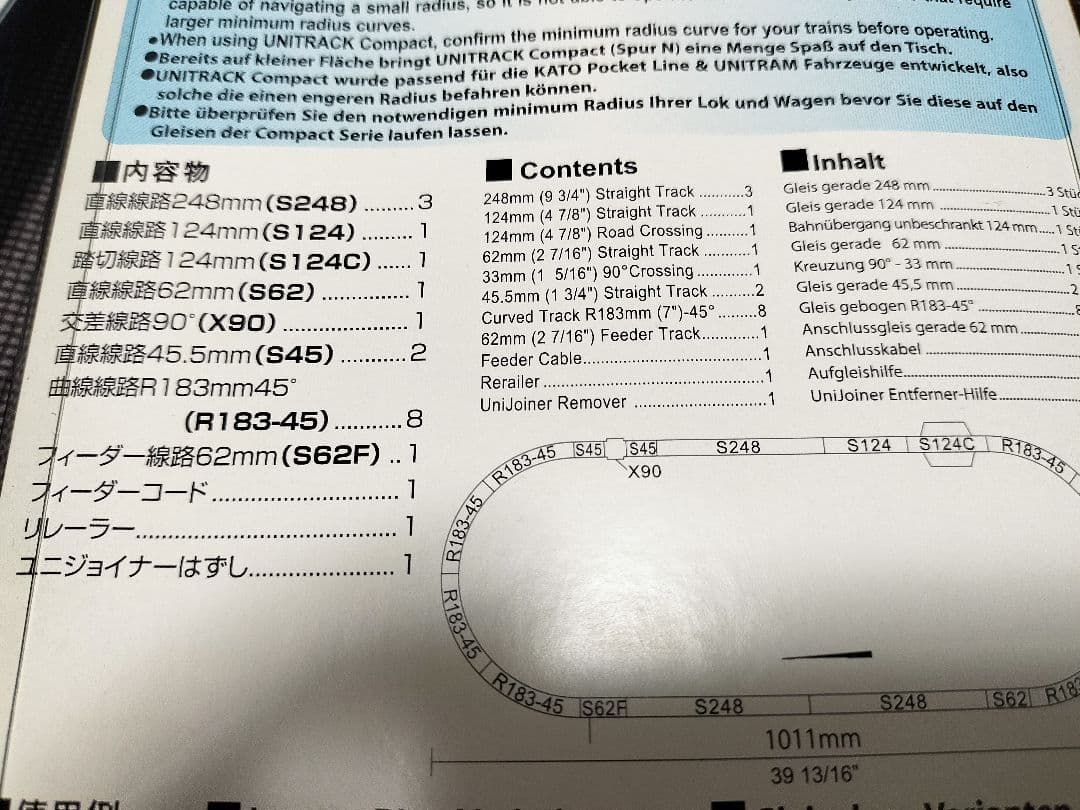 capable of navigating a small radius, so it is
larger minimum radius curves.
●When using UNITRACK Compact, confirm the minimum radius curve for your trains before operating.
●Bereits auf kleiner Fläche bringt UNITRACK Compact (Spur N) eine Menge Spaß auf den Tisch.
●UNITRACK Compact wurde passend für die KATO Pocket Line & UNITRAM Fahrzeuge entwickelt, also
solche die einen engeren Radius befahren können.
●Bitte überprüfen Sie den notwendigen minimum Radius Ihrer Lok und Wagen bevor Sie diese auf den
Gleisen der Compact Serie laufen lassen.
■内容物
直線線路248mm(S248).........3
直線線路124mm(S124).........1
踏切線路124mm(S124C)......1
直線線路62mm(S62)...............1
交差線路90°(X90).....................1
直線線路45.5mm(S45)...........2
曲線線路R183mm45°
(R183-45)...........8
フィーダー線路62mm(S62F)..1
フィーダーコード..............................1
リレーラー..........................................1
ユニジョイナーはずし.......................1
■Contents
248mm (9 3/4") Straight Track..........3
124mm (4 7/8") Straight Track...........1
124mm (4 7/8") Road Crossing.........1
62mm (2 7/16") Straight Track...........1
33mm (1 5/16") 90°Crossing............1
45.5mm (1 3/4") Straight Track.........2
Curved Track R183mm (7")-45°........8
62mm (2 7/16") Feeder Track............1
Feeder Cable.....................................1
Rerailer..............................................1
UniJoiner Remover...........................1
■Inhalt
Gleis gerade 248 mm.........................3 Stüc
Gleis gerade 124 mm.........................1 Stü
Bahnübergang unbeschrankt 124 mm....1 St
Gleis gerade 62 mm..........................1 S
Kreuzung 90° - 33 mm........................1 S
Gleis gerade 45,5 mm........................2
Gleis gebogen R183-45°.....................8
Anschlussgleis gerade 62 mm
Anschlusskabel
Aufgleishilfe
UniJoiner Entferner-Hilfe
R183-45 S45 S45 S248 S124 S124C R183-45
X90
R183-45
R183-45
R183-45 S62F S248 S248 S62 R183
1011mm
39 13/16"
■使用例